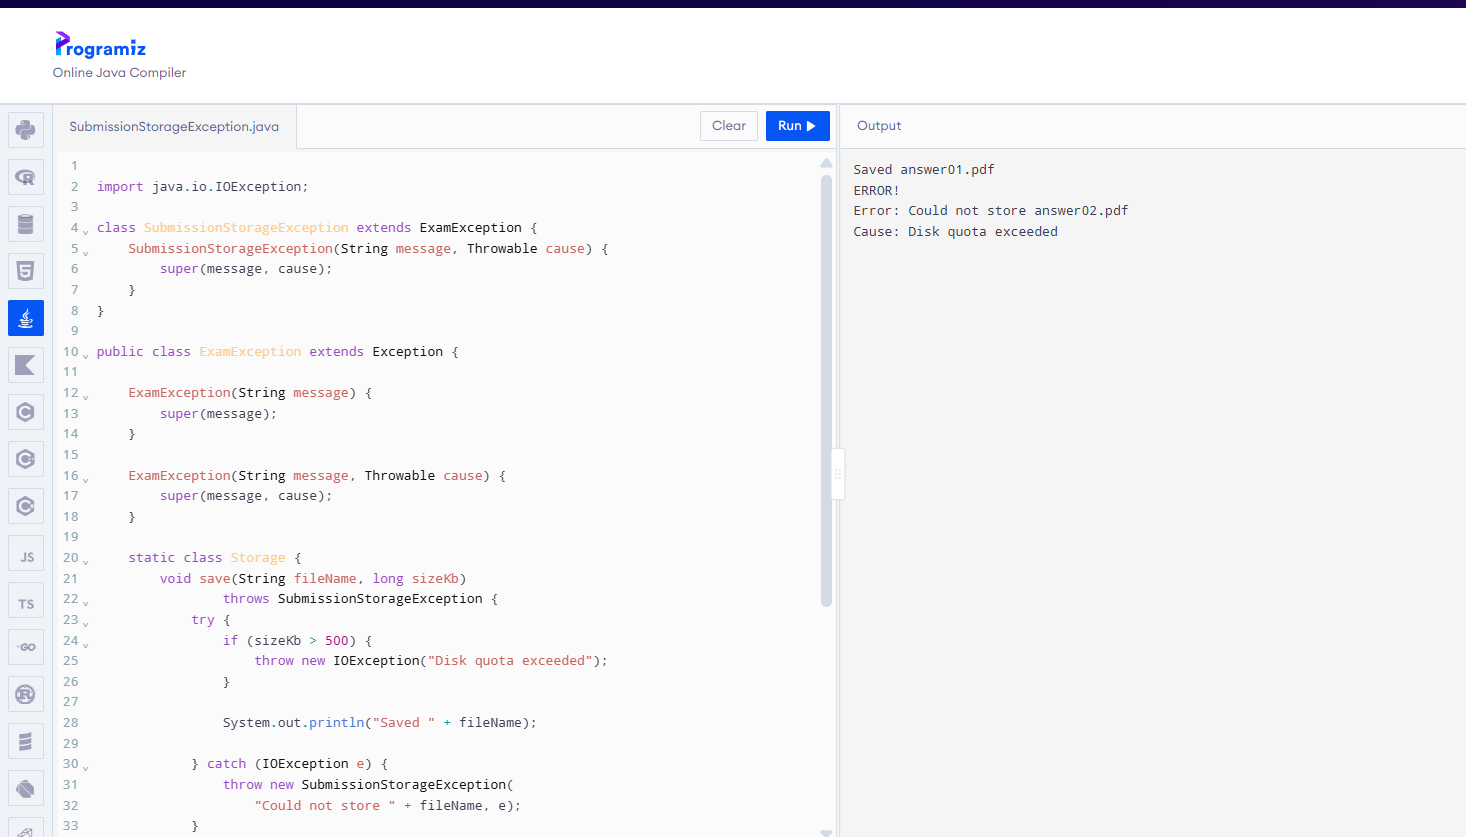 Programiz
Online Java Compiler
SubmissionStorageException.java
Clear
Run
Output
1
2 import java.io.IOException;
3
4 class SubmissionStorageException extends ExamException {
5     SubmissionStorageException(String message, Throwable cause) {
6         super(message, cause);
7     }
8 }
9
10 public class ExamException extends Exception {
11
12     ExamException(String message) {
13         super(message);
14     }
15
16     ExamException(String message, Throwable cause) {
17         super(message, cause);
18     }
19
20     static class Storage {
21         void save(String fileName, long sizeKb)
22                 throws SubmissionStorageException {
23             try {
24                 if (sizeKb > 500) {
25                     throw new IOException("Disk quota exceeded");
26                 }
27
28                 System.out.println("Saved " + fileName);
29
30             } catch (IOException e) {
31                 throw new SubmissionStorageException(
32                     "Could not store " + fileName, e);
33             }
Saved answer01.pdf
ERROR!
Error: Could not store answer02.pdf
Cause: Disk quota exceeded
R
5
C
C
C
JS
TS
GO
R